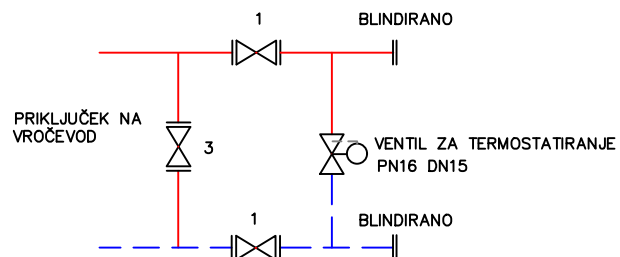 1
BLINDIRANO
PRIKLJUČEK NA
VROČEVOD
3
VENTIL ZA TERMOSTATIRANJE
PN16 DN15
1
BLINDIRANO